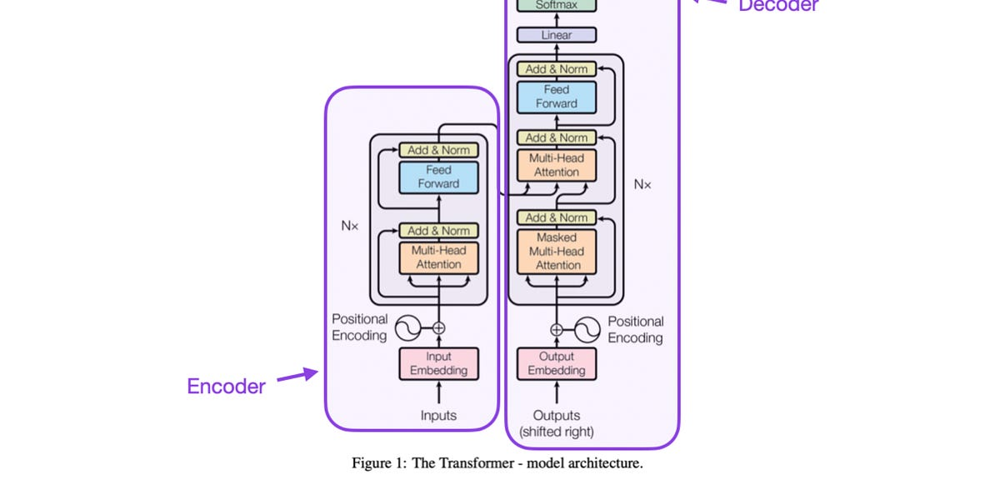 Decoder
Softmax
Linear
Add & Norm
Feed
Forward
Add & Norm
Multi-Head
Attention
Nx
Add & Norm
Masked
Multi-Head
Attention
Positional
Encoding
Output
Embedding
Outputs
(shifted right)
Add & Norm
Feed
Forward
Nx
Add & Norm
Multi-Head
Attention
Positional
Encoding
Input
Embedding
Inputs
Encoder
Figure 1: The Transformer - model architecture.